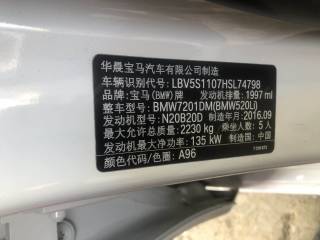 华晨宝马汽车有限公司制造
车辆识别代号: LBV5S1107HSL74798
品牌: 宝马(BMW)牌 发动机排量: 1997 ml
整车型号: BMW7201DM(BMW520Li)
发动机型号: N20B20D 制造年月: 2016.09
最大允许总质量: 2230 kg 乘坐人数: 5 人
发动机最大净功率: 135 kW 制造国: 中国
颜色代码/色圈: A96